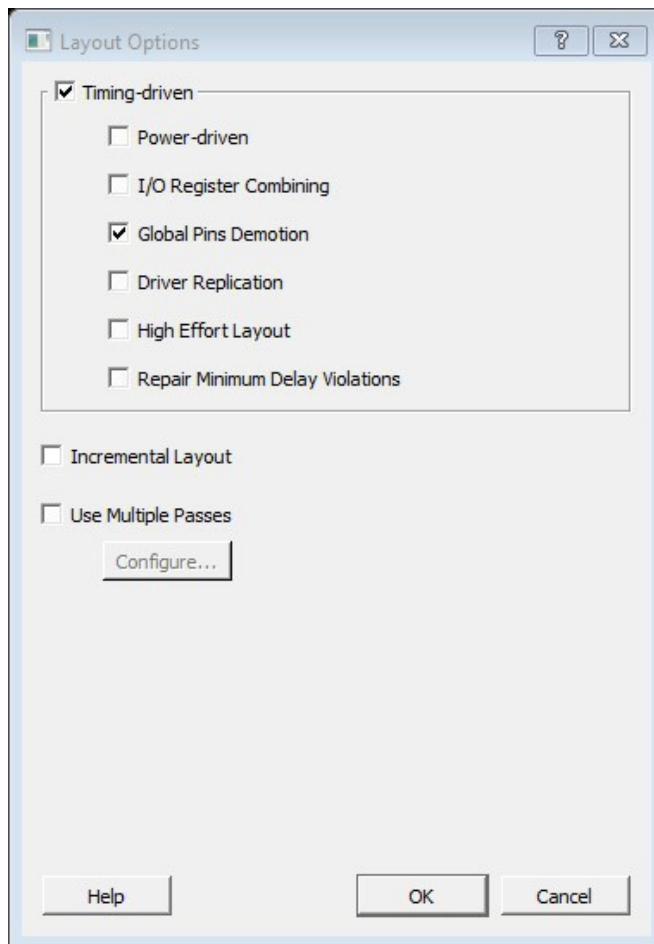 Layout Options
Timing-driven
Power-driven
I/O Register Combining
Global Pins Demotion
Driver Replication
High Effort Layout
Repair Minimum Delay Violations
Incremental Layout
Use Multiple Passes
Configure...
Help OK Cancel